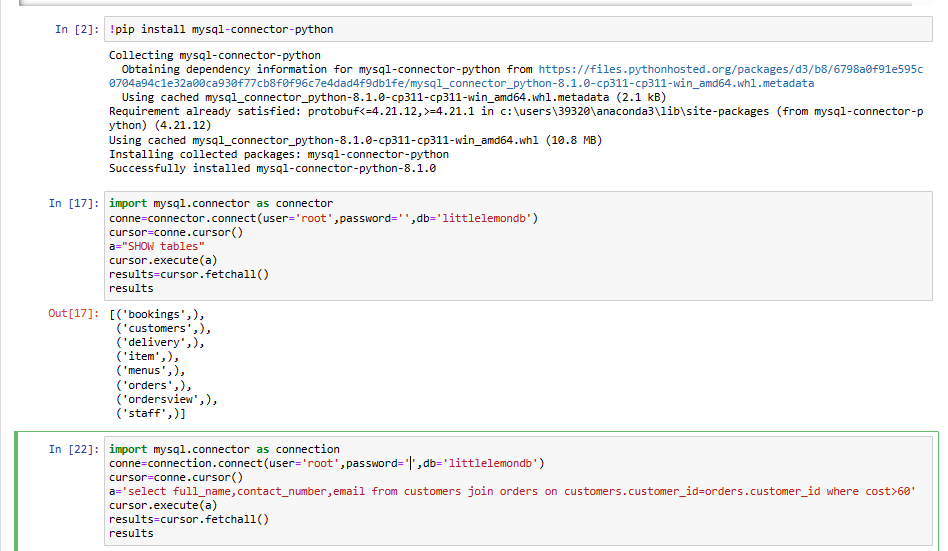 In [2]: !pip install mysql-connector-python
Collecting mysql-connector-python
Obtaining dependency information for mysql-connector-python from https://files.pythonhosted.org/packages/d3/b8/6798a0f91e595c
0704a94c1e32a00ca930f77cb8f0f96c7e4dad4f9db1fe/mysql_connector_python-8.1.0-cp311-cp311-win_amd64.whl.metadata
Using cached mysql_connector_python-8.1.0-cp311-cp311-win_amd64.whl.metadata (2.1 kB)
Requirement already satisfied: protobuf<=4.21.12,>=4.21.1 in c:\users\39320\anaconda3\lib\site-packages (from mysql-connector-p
ython) (4.21.12)
Using cached mysql_connector_python-8.1.0-cp311-cp311-win_amd64.whl (10.8 MB)
Installing collected packages: mysql-connector-python
Successfully installed mysql-connector-python-8.1.0
In [17]: import mysql.connector as connector
conne=connector.connect(user='root',password='',db='littlelemondb')
cursor=conne.cursor()
a="SHOW tables"
cursor.execute(a)
results=cursor.fetchall()
results
Out[17]: [('bookings',),
('customers',),
('delivery',),
('item',),
('menus',),
('orders',),
('ordersview',),
('staff',)]
In [22]: import mysql.connector as connection
conne=connection.connect(user='root',password='',db='littlelemondb')
cursor=conne.cursor()
a='select full_name,contact_number,email from customers join orders on customers.customer_id=orders.customer_id where cost>60'
cursor.execute(a)
results=cursor.fetchall()
results